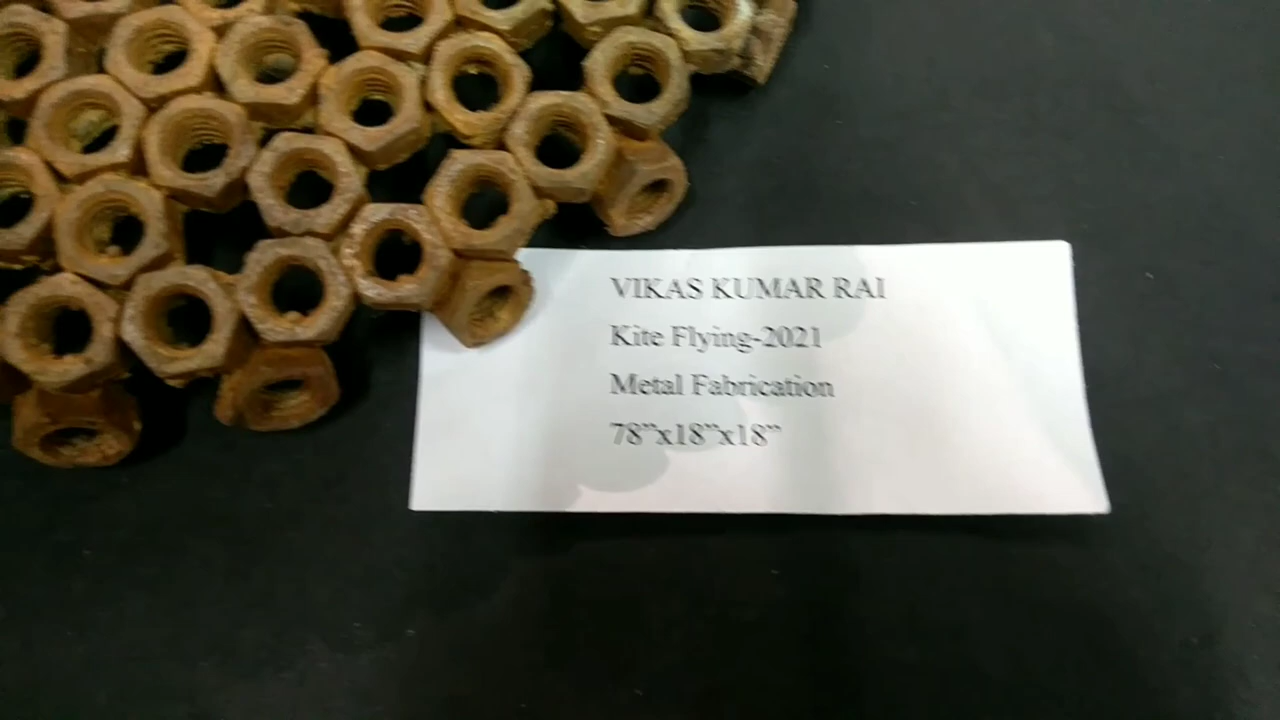 VIKAS KUMAR RAI
Kite Flying-2021
Metal Fabrication
78”x18”x18”